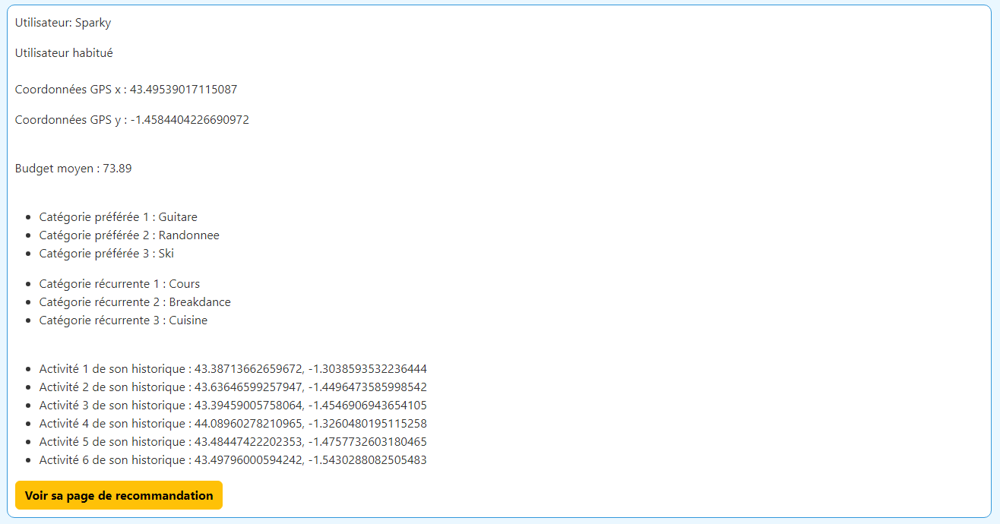 Utilisateur: Sparky
Utilisateur habitué
Coordonnées GPS x : 43.49539017115087
Coordonnées GPS y : -1.4584404226690972
Budget moyen : 73.89
Catégorie préférée 1 : Guitare
Catégorie préférée 2 : Randonnee
Catégorie préférée 3 : Ski
Catégorie récurrente 1 : Cours
Catégorie récurrente 2 : Breakdance
Catégorie récurrente 3 : Cuisine
Activité 1 de son historique : 43.38713662659672, -1.3038593532236444
Activité 2 de son historique : 43.63646599257947, -1.4496473585998542
Activité 3 de son historique : 43.39459005758064, -1.4546906943654105
Activité 4 de son historique : 44.08960278210965, -1.3260480195115258
Activité 5 de son historique : 43.48447422202353, -1.4757732603180465
Activité 6 de son historique : 43.49796000594242, -1.5430288082505483
Voir sa page de recommandation